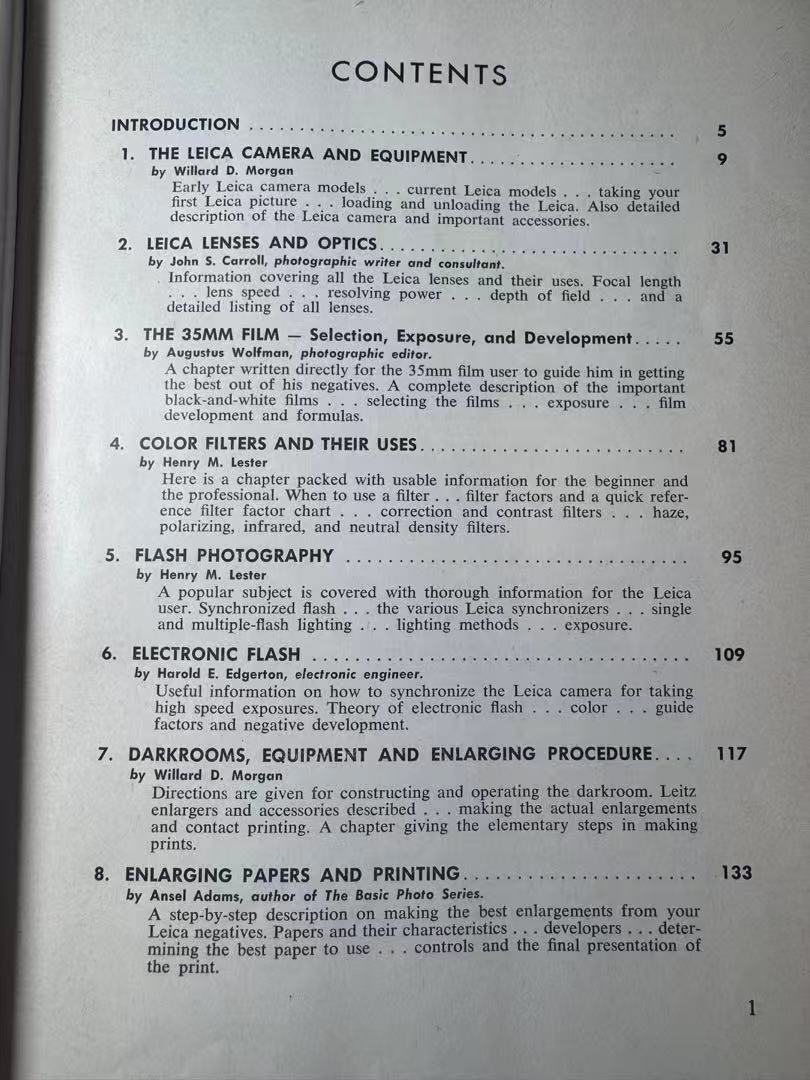 CONTENTS
INTRODUCTION . . . . . . . . . . . . . . . . . . . . . . . . . . . . . . . . . . . . . . . . . . 5
1. THE LEICA CAMERA AND EQUIPMENT. . . . . . . . . . . . . . . . . . . . 9
by Willard D. Morgan
Early Leica camera models . . . current Leica models . . . taking your
first Leica picture . . . loading and unloading the Leica. Also detailed
description of the Leica camera and important accessories.
2. LEICA LENSES AND OPTICS. . . . . . . . . . . . . . . . . . . . . . . . . . . . . 31
by John S. Carroll, photographic writer and consultant.
Information covering all the Leica lenses and their uses. Focal length
. . . lens speed . . . resolving power . . . depth of field . . . and a
detailed listing of all lenses.
3. THE 35MM FILM — Selection, Exposure, and Development. . . . . 55
by Augustus Wolfman, photographic editor.
A chapter written directly for the 35mm film user to guide him in getting
the best out of his negatives. A complete description of the important
black-and-white films . . . selecting the films . . . exposure . . . film
development and formulas.
4. COLOR FILTERS AND THEIR USES. . . . . . . . . . . . . . . . . . . . . . . . . . 81
by Henry M. Lester
Here is a chapter packed with usable information for the beginner and
the professional. When to use a filter . . . filter factors and a quick refer-
ence filter factor chart . . . correction and contrast filters . . . haze,
polarizing, infrared, and neutral density filters.
5. FLASH PHOTOGRAPHY . . . . . . . . . . . . . . . . . . . . . . . . . . . . . . . . . 95
by Henry M. Lester
A popular subject is covered with thorough information for the Leica
user. Synchronized flash . . . the various Leica synchronizers . . . single
and multiple-flash lighting . . . lighting methods . . . exposure.
6. ELECTRONIC FLASH . . . . . . . . . . . . . . . . . . . . . . . . . . . . . . . . . . . . 109
by Harold E. Edgerton, electronic engineer.
Useful information on how to synchronize the Leica camera for taking
high speed exposures. Theory of electronic flash . . . color . . . guide
factors and negative development.
7. DARKROOMS, EQUIPMENT AND ENLARGING PROCEDURE. . . . 117
by Willard D. Morgan
Directions are given for constructing and operating the darkroom. Leitz
enlargers and accessories described . . . making the actual enlargements
and contact printing. A chapter giving the elementary steps in making
prints.
8. ENLARGING PAPERS AND PRINTING. . . . . . . . . . . . . . . . . . . . . . 133
by Ansel Adams, author of The Basic Photo Series.
A step-by-step description on making the best enlargements from your
Leica negatives. Papers and their characteristics . . . developers . . . deter-
mining the best paper to use . . . controls and the final presentation of
the print.
1